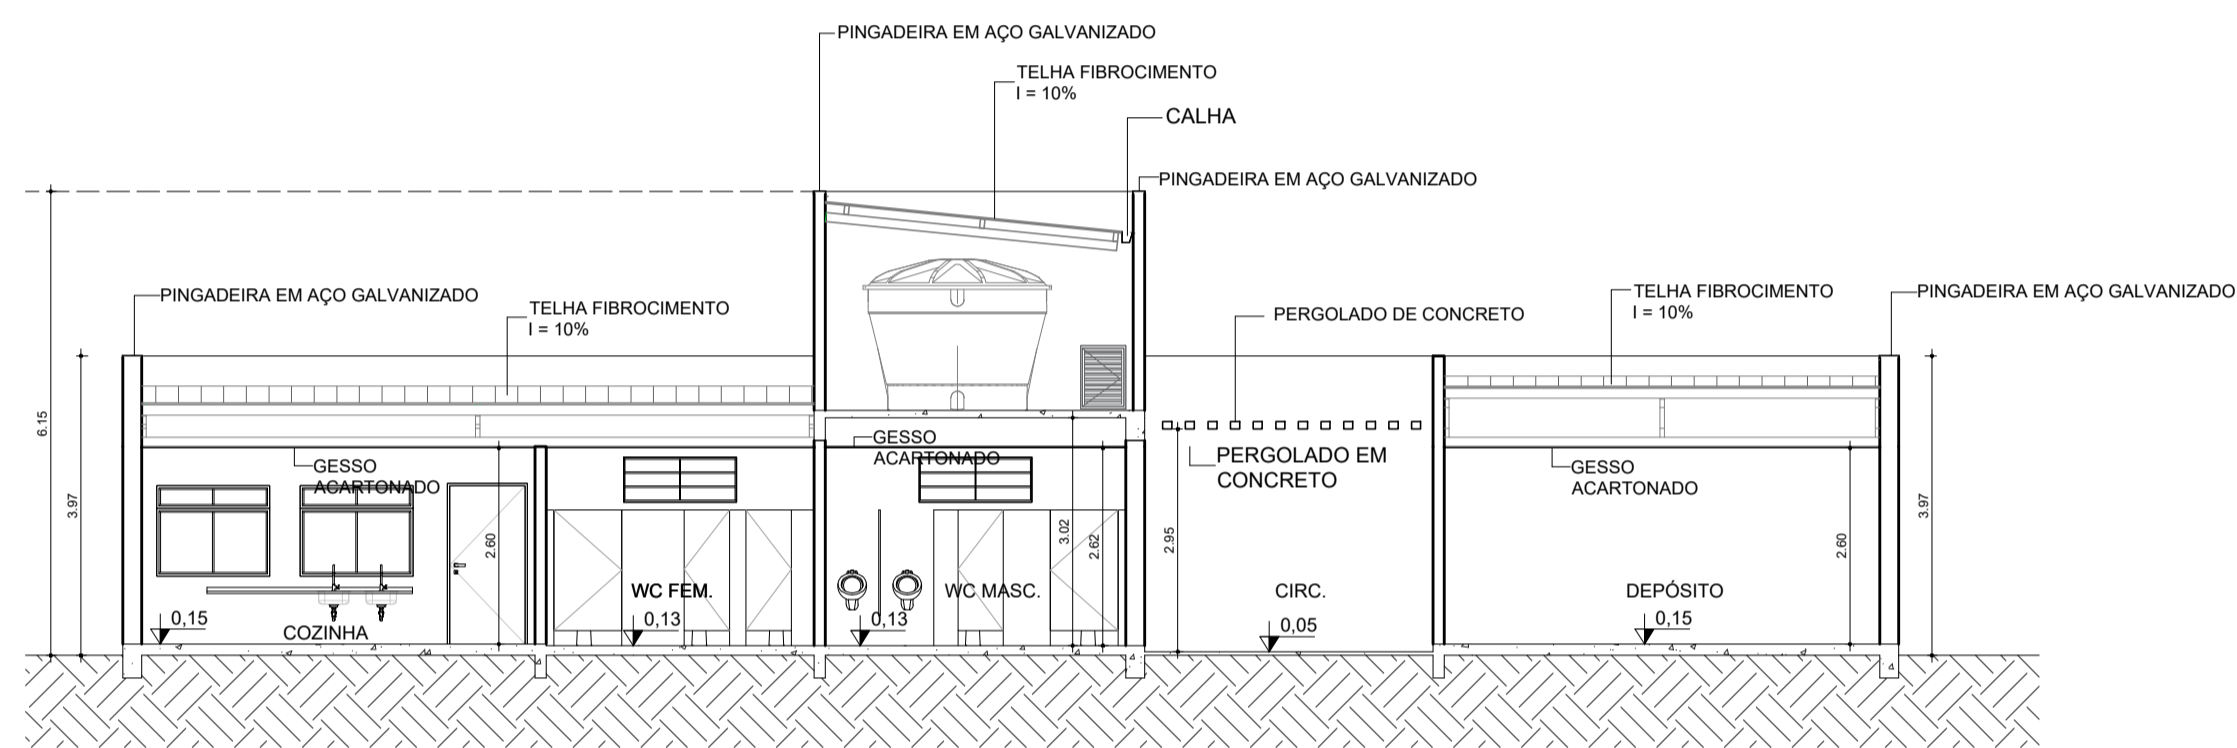 PINGADEIRA EM AÇO GALVANIZADO
TELHA FIBROCIMENTO
I = 10%
CALHA
PINGADEIRA EM AÇO GALVANIZADO
PINGADEIRA EM AÇO GALVANIZADO
TELHA FIBROCIMENTO
I = 10%
PERGOLADO DE CONCRETO
TELHA FIBROCIMENTO
I = 10%
PINGADEIRA EM AÇO GALVANIZADO
6.15
3.97
GESSO
ACARTONADO
2.60
GESSO
ACARTONADO
3.02
2.62
2.95
PERGOLADO EM
CONCRETO
GESSO
ACARTONADO
2.60
3.97
0,15
COZINHA
WC FEM.
0,13
0,13
WC MASC.
CIRC.
0,05
DEPÓSITO
0,15